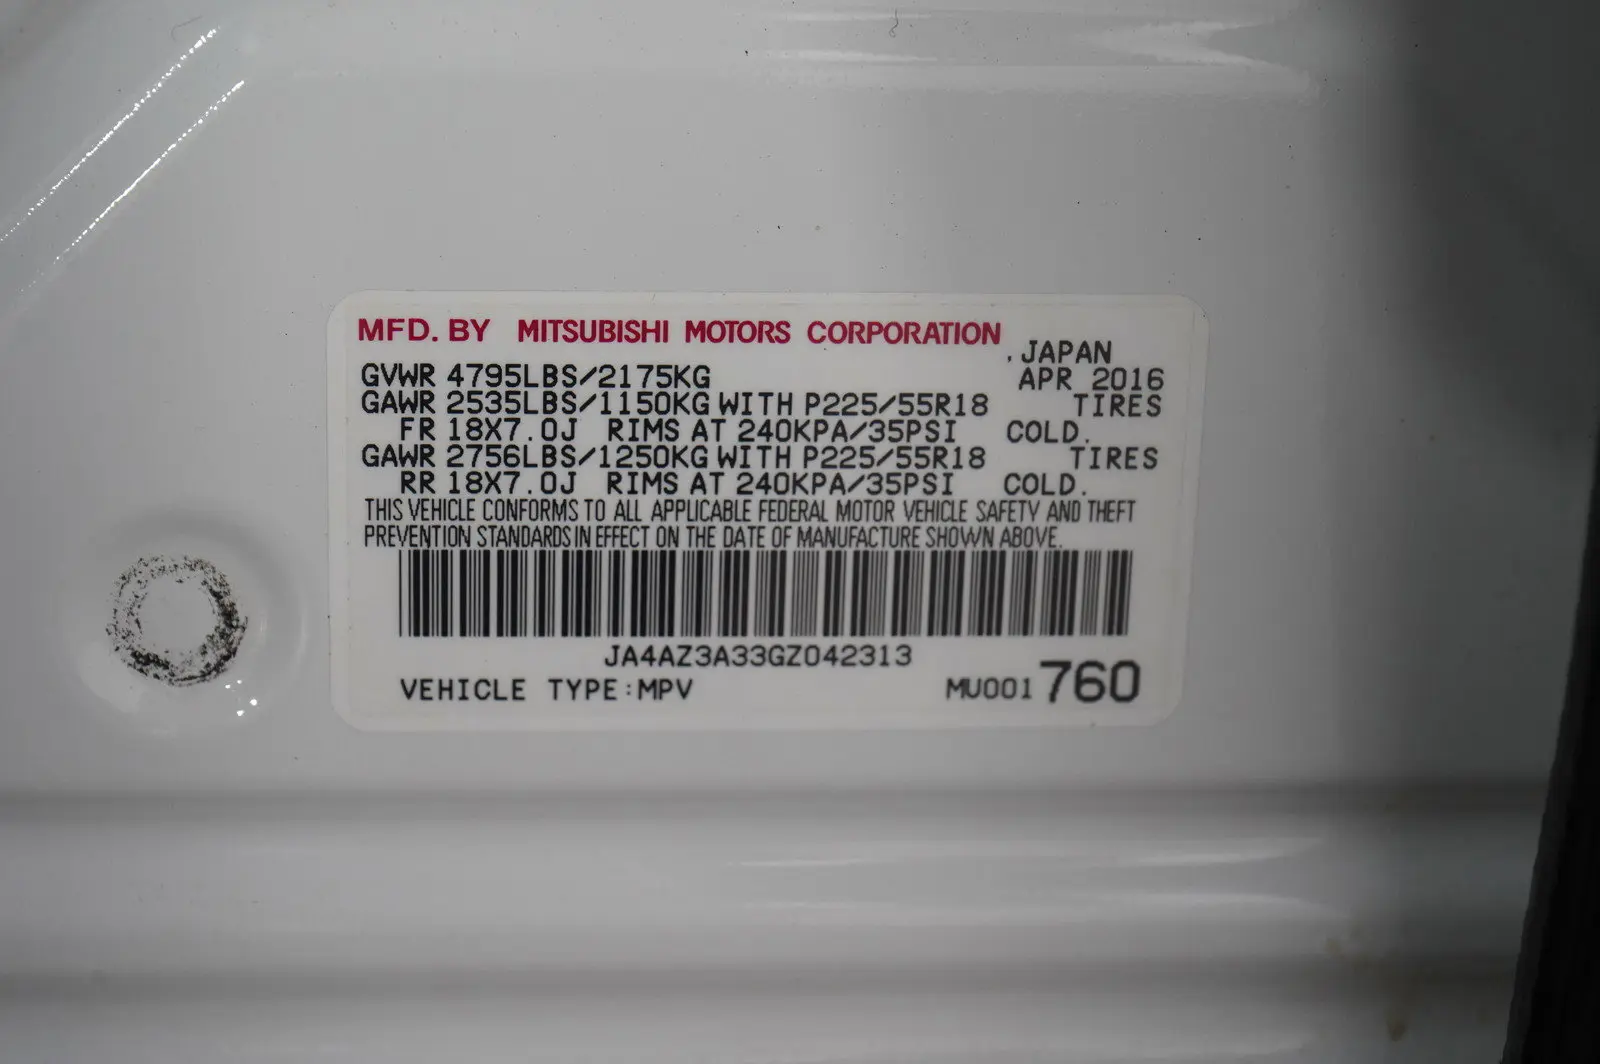 MFD. BY MITSUBISHI MOTORS CORPORATION
, JAPAN
GVWR 4795LBS/2175KG APR 2016
GAWR 2535LBS/1150KG WITH P225/55R18 TIRES
FR 18X7.0J RIMS AT 240KPA/35PSI COLD.
GAWR 2756LBS/1250KG WITH P225/55R18 TIRES
RR 18X7.0J RIMS AT 240KPA/35PSI COLD.
THIS VEHICLE CONFORMS TO ALL APPLICABLE FEDERAL MOTOR VEHICLE SAFETY AND THEFT
PREVENTION STANDARDS IN EFFECT ON THE DATE OF MANUFACTURE SHOWN ABOVE.
JA4AZ3A33GZ042313
VEHICLE TYPE:MPV MU001760